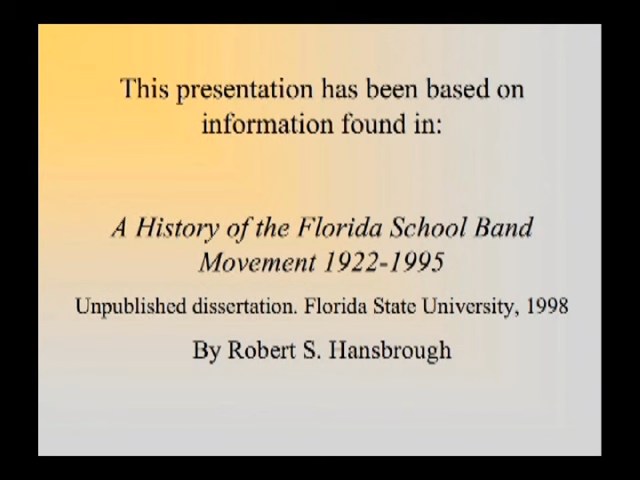 This presentation has been based on
information found in:
A History of the Florida School Band
Movement 1922-1995
Unpublished dissertation. Florida State University, 1998
By Robert S. Hansbrough